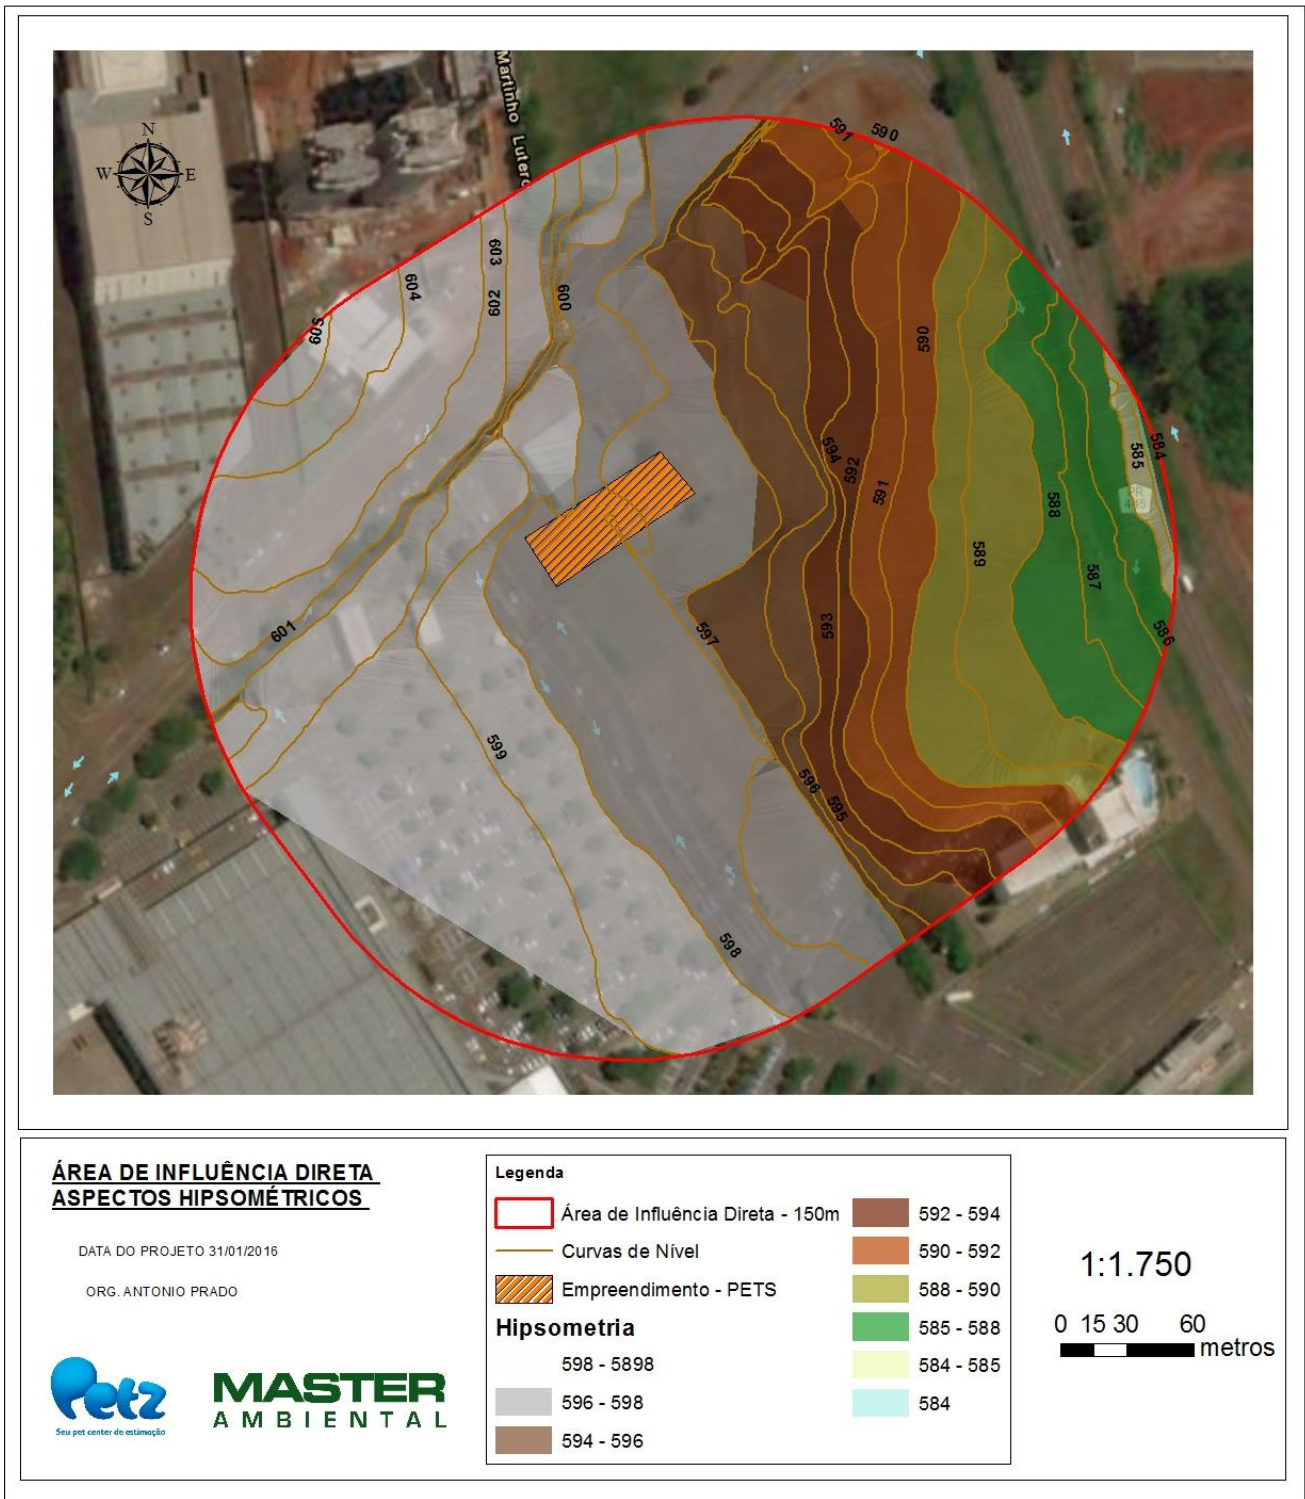 Martinho Lutero
N
W E
S
591
590
603
604
602
600
605
590
594
592
591
584
585
PR
445
588
589
587
593
586
597
601
599
596
595
598
ÁREA DE INFLUÊNCIA DIRETA
ASPECTOS HIPSOMÉTRICOS
DATA DO PROJETO 31/01/2016
ORG. ANTONIO PRADO
Petz
Seu pet center de estimação
MASTER
AMBIENTAL
Legenda
Área de Influência Direta - 150m
Curvas de Nível
Empreendimento - PETS
Hipsometria
598 - 5898
596 - 598
594 - 596
592 - 594
590 - 592
588 - 590
585 - 588
584 - 585
584
1:1.750
0 15 30 60
metros